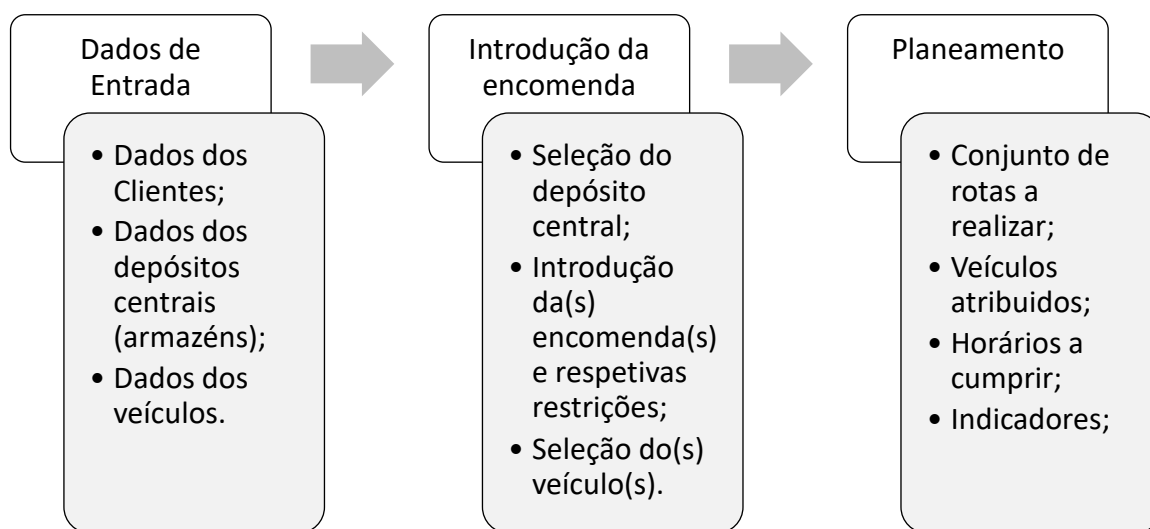 Dados de
Entrada
• Dados dos
Clientes;
• Dados dos
depósitos
centrais
(armazéns);
• Dados dos
veículos.
Introdução da
encomenda
• Seleção do
depósito
central;
• Introdução
da(s)
encomenda(s)
e respetivas
restrições;
• Seleção do(s)
veículo(s).
Planeamento
• Conjunto de
rotas a
realizar;
• Veículos
atribuidos;
• Horários a
cumprir;
• Indicadores;